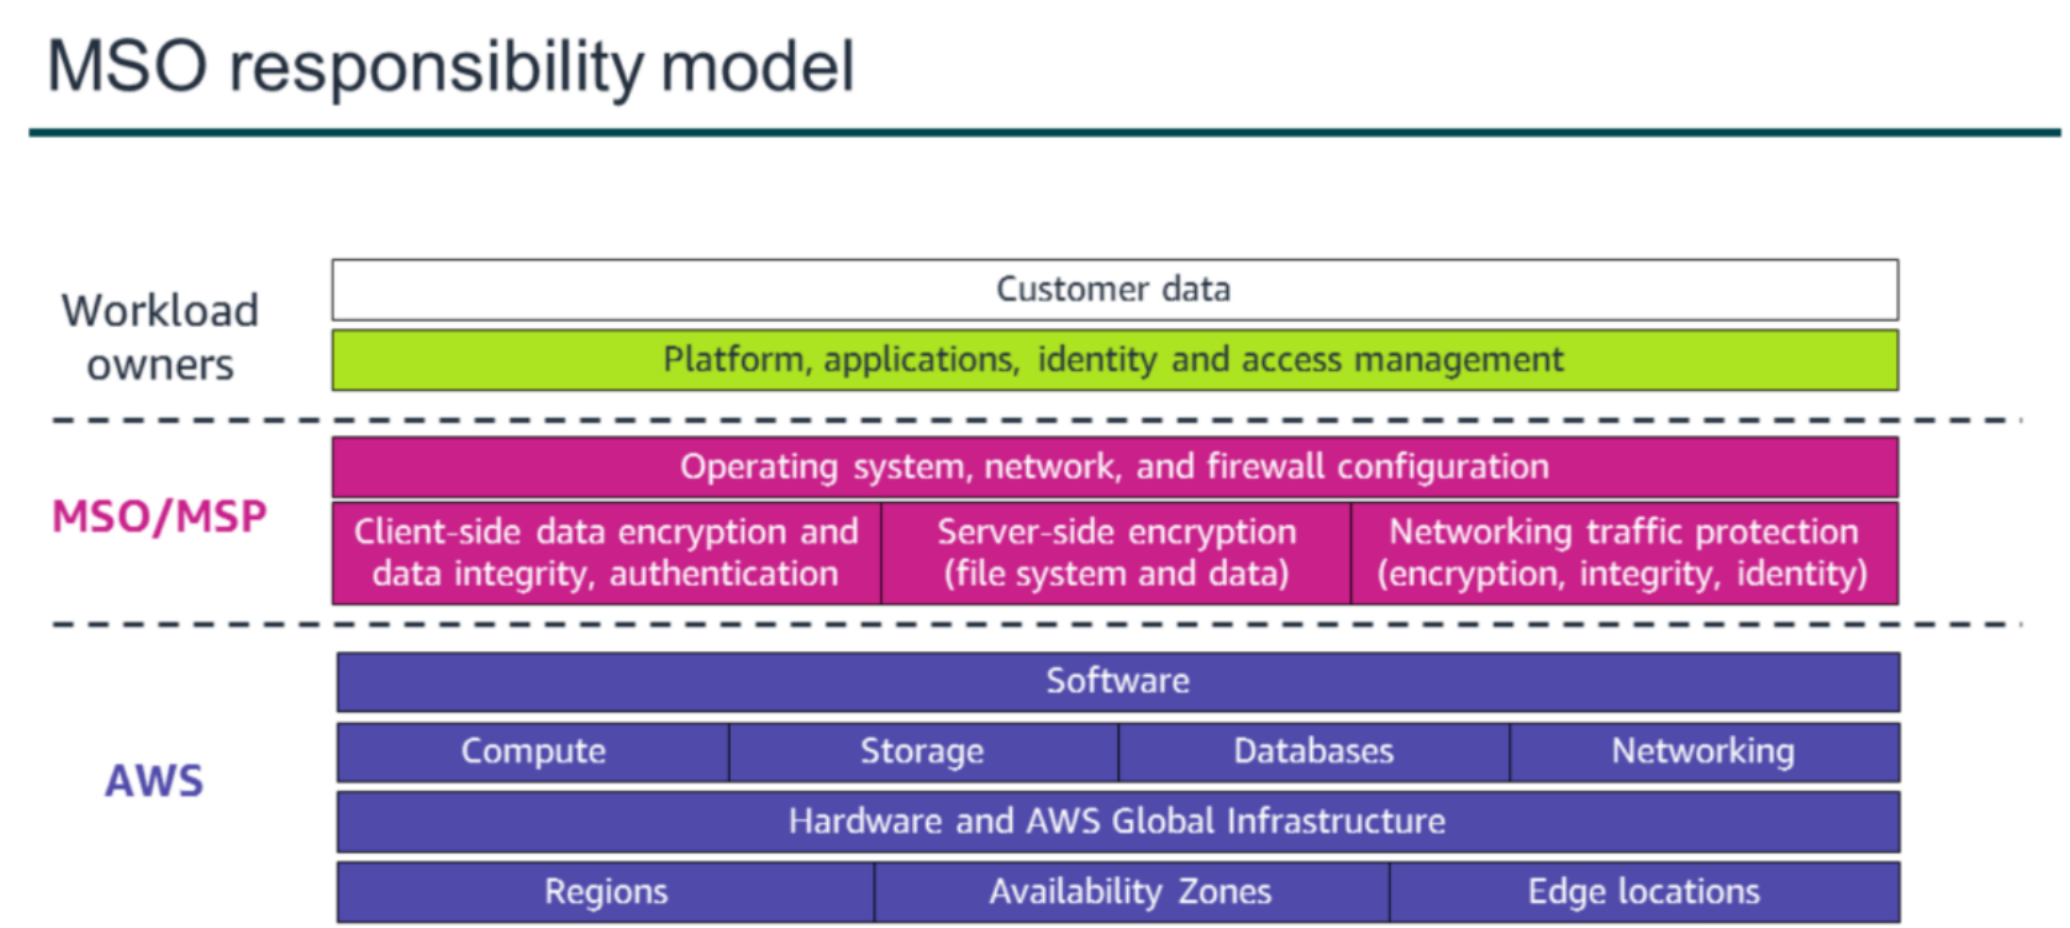 MSO responsibility model
Workload
owners
Customer data
Platform, applications, identity and access management
MSO/MSP
Operating system, network, and firewall configuration
Client-side data encryption and
data integrity, authentication
Server-side encryption
(file system and data)
Networking traffic protection
(encryption, integrity, identity)
AWS
Software
Compute
Storage
Databases
Networking
Hardware and AWS Global Infrastructure
Regions
Availability Zones
Edge locations